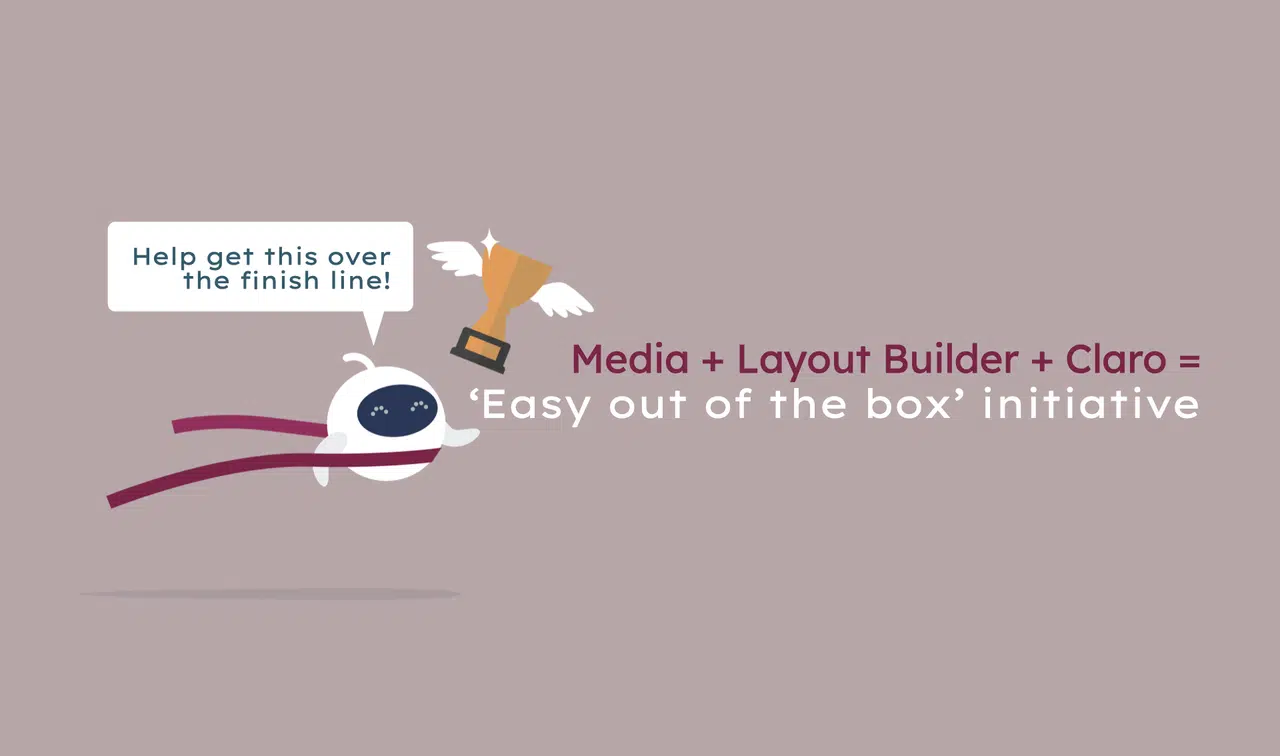 Help get this over
the finish line!
Media + Layout Builder + Claro =
‘Easy out of the box’ initiative